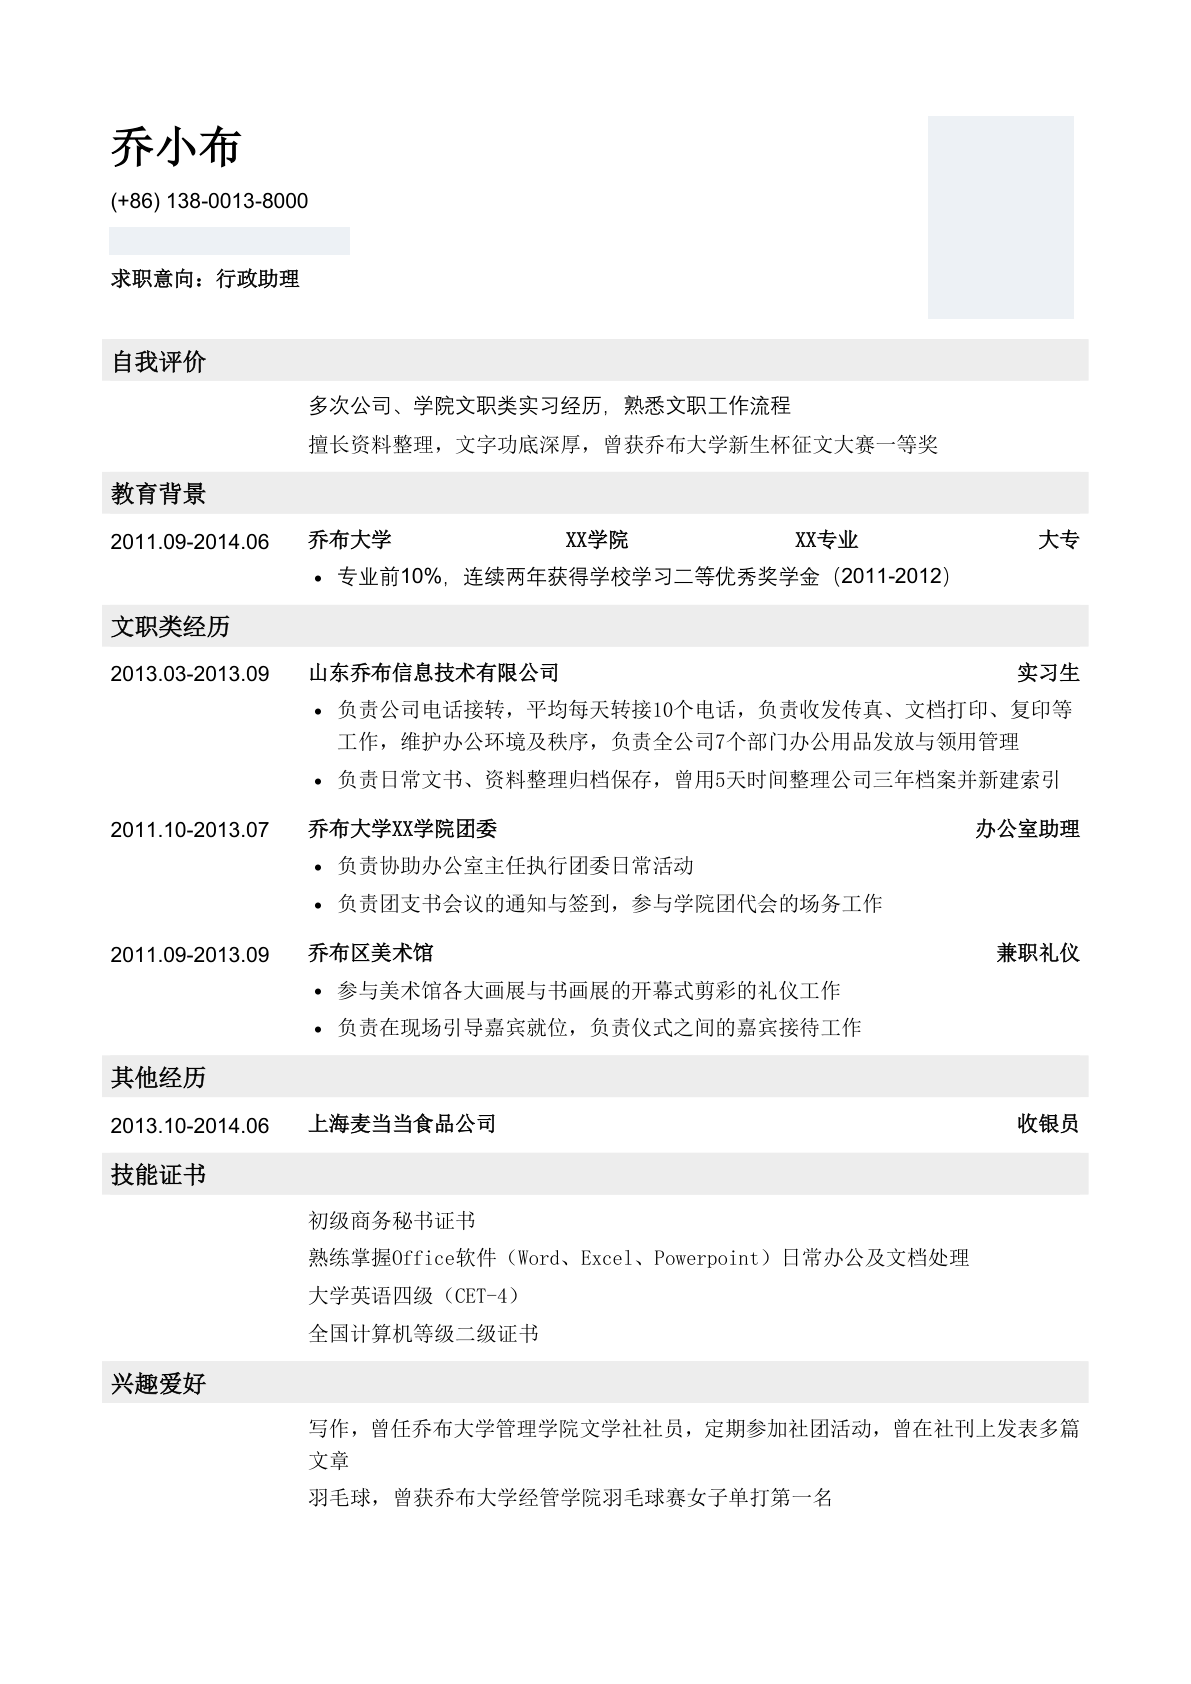 乔小布
(+86) 138-0013-8000
求职意向：行政助理
自我评价
多次公司、学院文职类实习经历，熟悉文职工作流程
擅长资料整理，文字功底深厚，曾获乔布大学新生杯征文大赛一等奖
教育背景
2011.09-2014.06 乔布大学 XX学院 XX专业 大专
• 专业前10%，连续两年获得学校学习二等优秀奖学金（2011-2012）
文职类经历
2013.03-2013.09 山东乔布信息技术有限公司 实习生
• 负责公司电话接转，平均每天转接10个电话，负责收发传真、文档打印、复印等
工作，维护办公环境及秩序，负责全公司7个部门办公用品发放与领用管理
• 负责日常文书、资料整理归档保存，曾用5天时间整理公司三年档案并新建索引
2011.10-2013.07 乔布大学XX学院团委 办公室助理
• 负责协助办公室主任执行团委日常活动
• 负责团支书会议的通知与签到，参与学院团代会的场务工作
2011.09-2013.09 乔布区美术馆 兼职礼仪
• 参与美术馆各大画展与书画展的开幕式剪彩的礼仪工作
• 负责在现场引导嘉宾就位，负责仪式之间的嘉宾接待工作
其他经历
2013.10-2014.06 上海麦当当食品公司 收银员
技能证书
初级商务秘书证书
熟练掌握Office软件（Word、Excel、Powerpoint）日常办公及文档处理
大学英语四级（CET-4）
全国计算机等级二级证书
兴趣爱好
写作，曾任乔布大学管理学院文学社社员，定期参加社团活动，曾在社刊上发表多篇
文章
羽毛球，曾获乔布大学经管学院羽毛球赛女子单打第一名